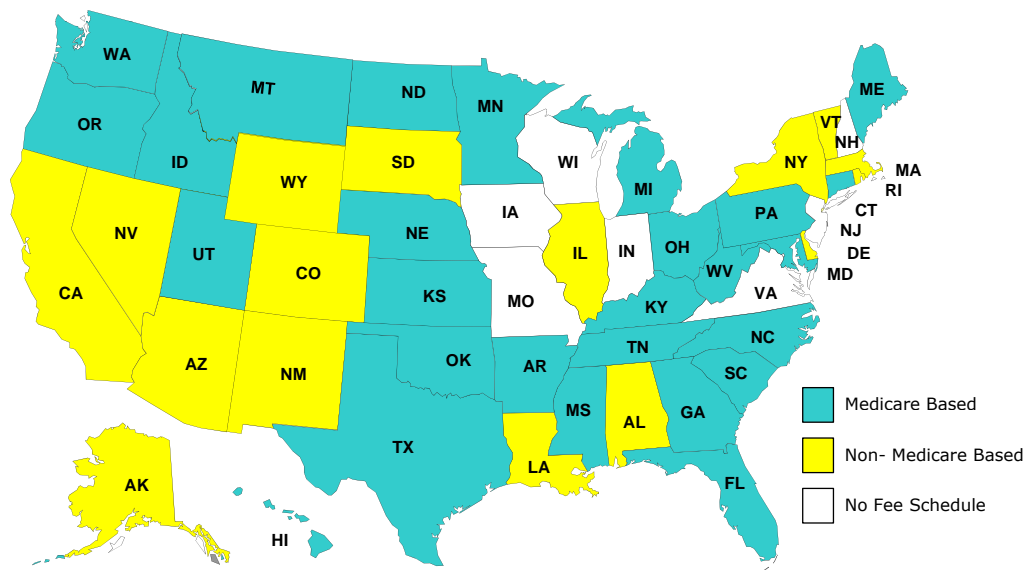 WA
MT
ND
MN
ME
OR
VT
NH
ID
SD
WI
NY
MA
WY
MI
RI
IA
PA
CT
NV
NE
NJ
UT
IL
IN
OH
DE
CO
WV
MD
CA
KS
MO
KY
VA
AZ
NM
OK
AR
TN
NC
SC
MS
AL
GA
Medicare Based
TX
LA
Non- Medicare Based
AK
FL
No Fee Schedule
HI